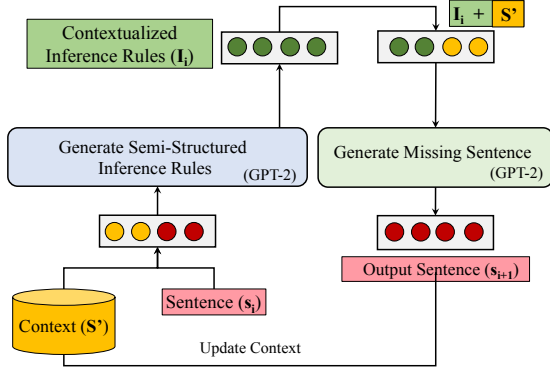 Contextualized
Inference Rules (Iᵢ)
Iᵢ + S’
Generate Semi-Structured
Inference Rules
(GPT-2)
Generate Missing Sentence
(GPT-2)
Output Sentence (sᵢ₊₁)
Sentence (sᵢ)
Context (S’)
Update Context